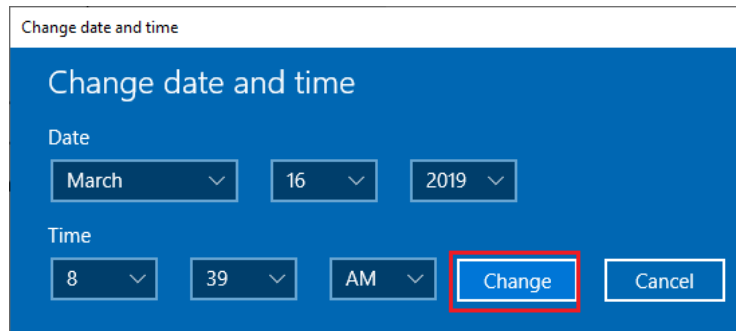 Change date and time
Change date and time
Date
March 16 2019
Time
8 39 AM Change Cancel